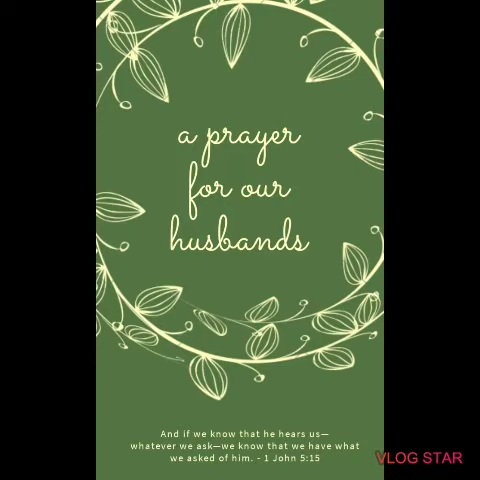 a prayer
for our
husbands
And if we know that he hears us—
whatever we ask—we know that we have what
we asked of him. - 1 John 5:15
VLOG STAR